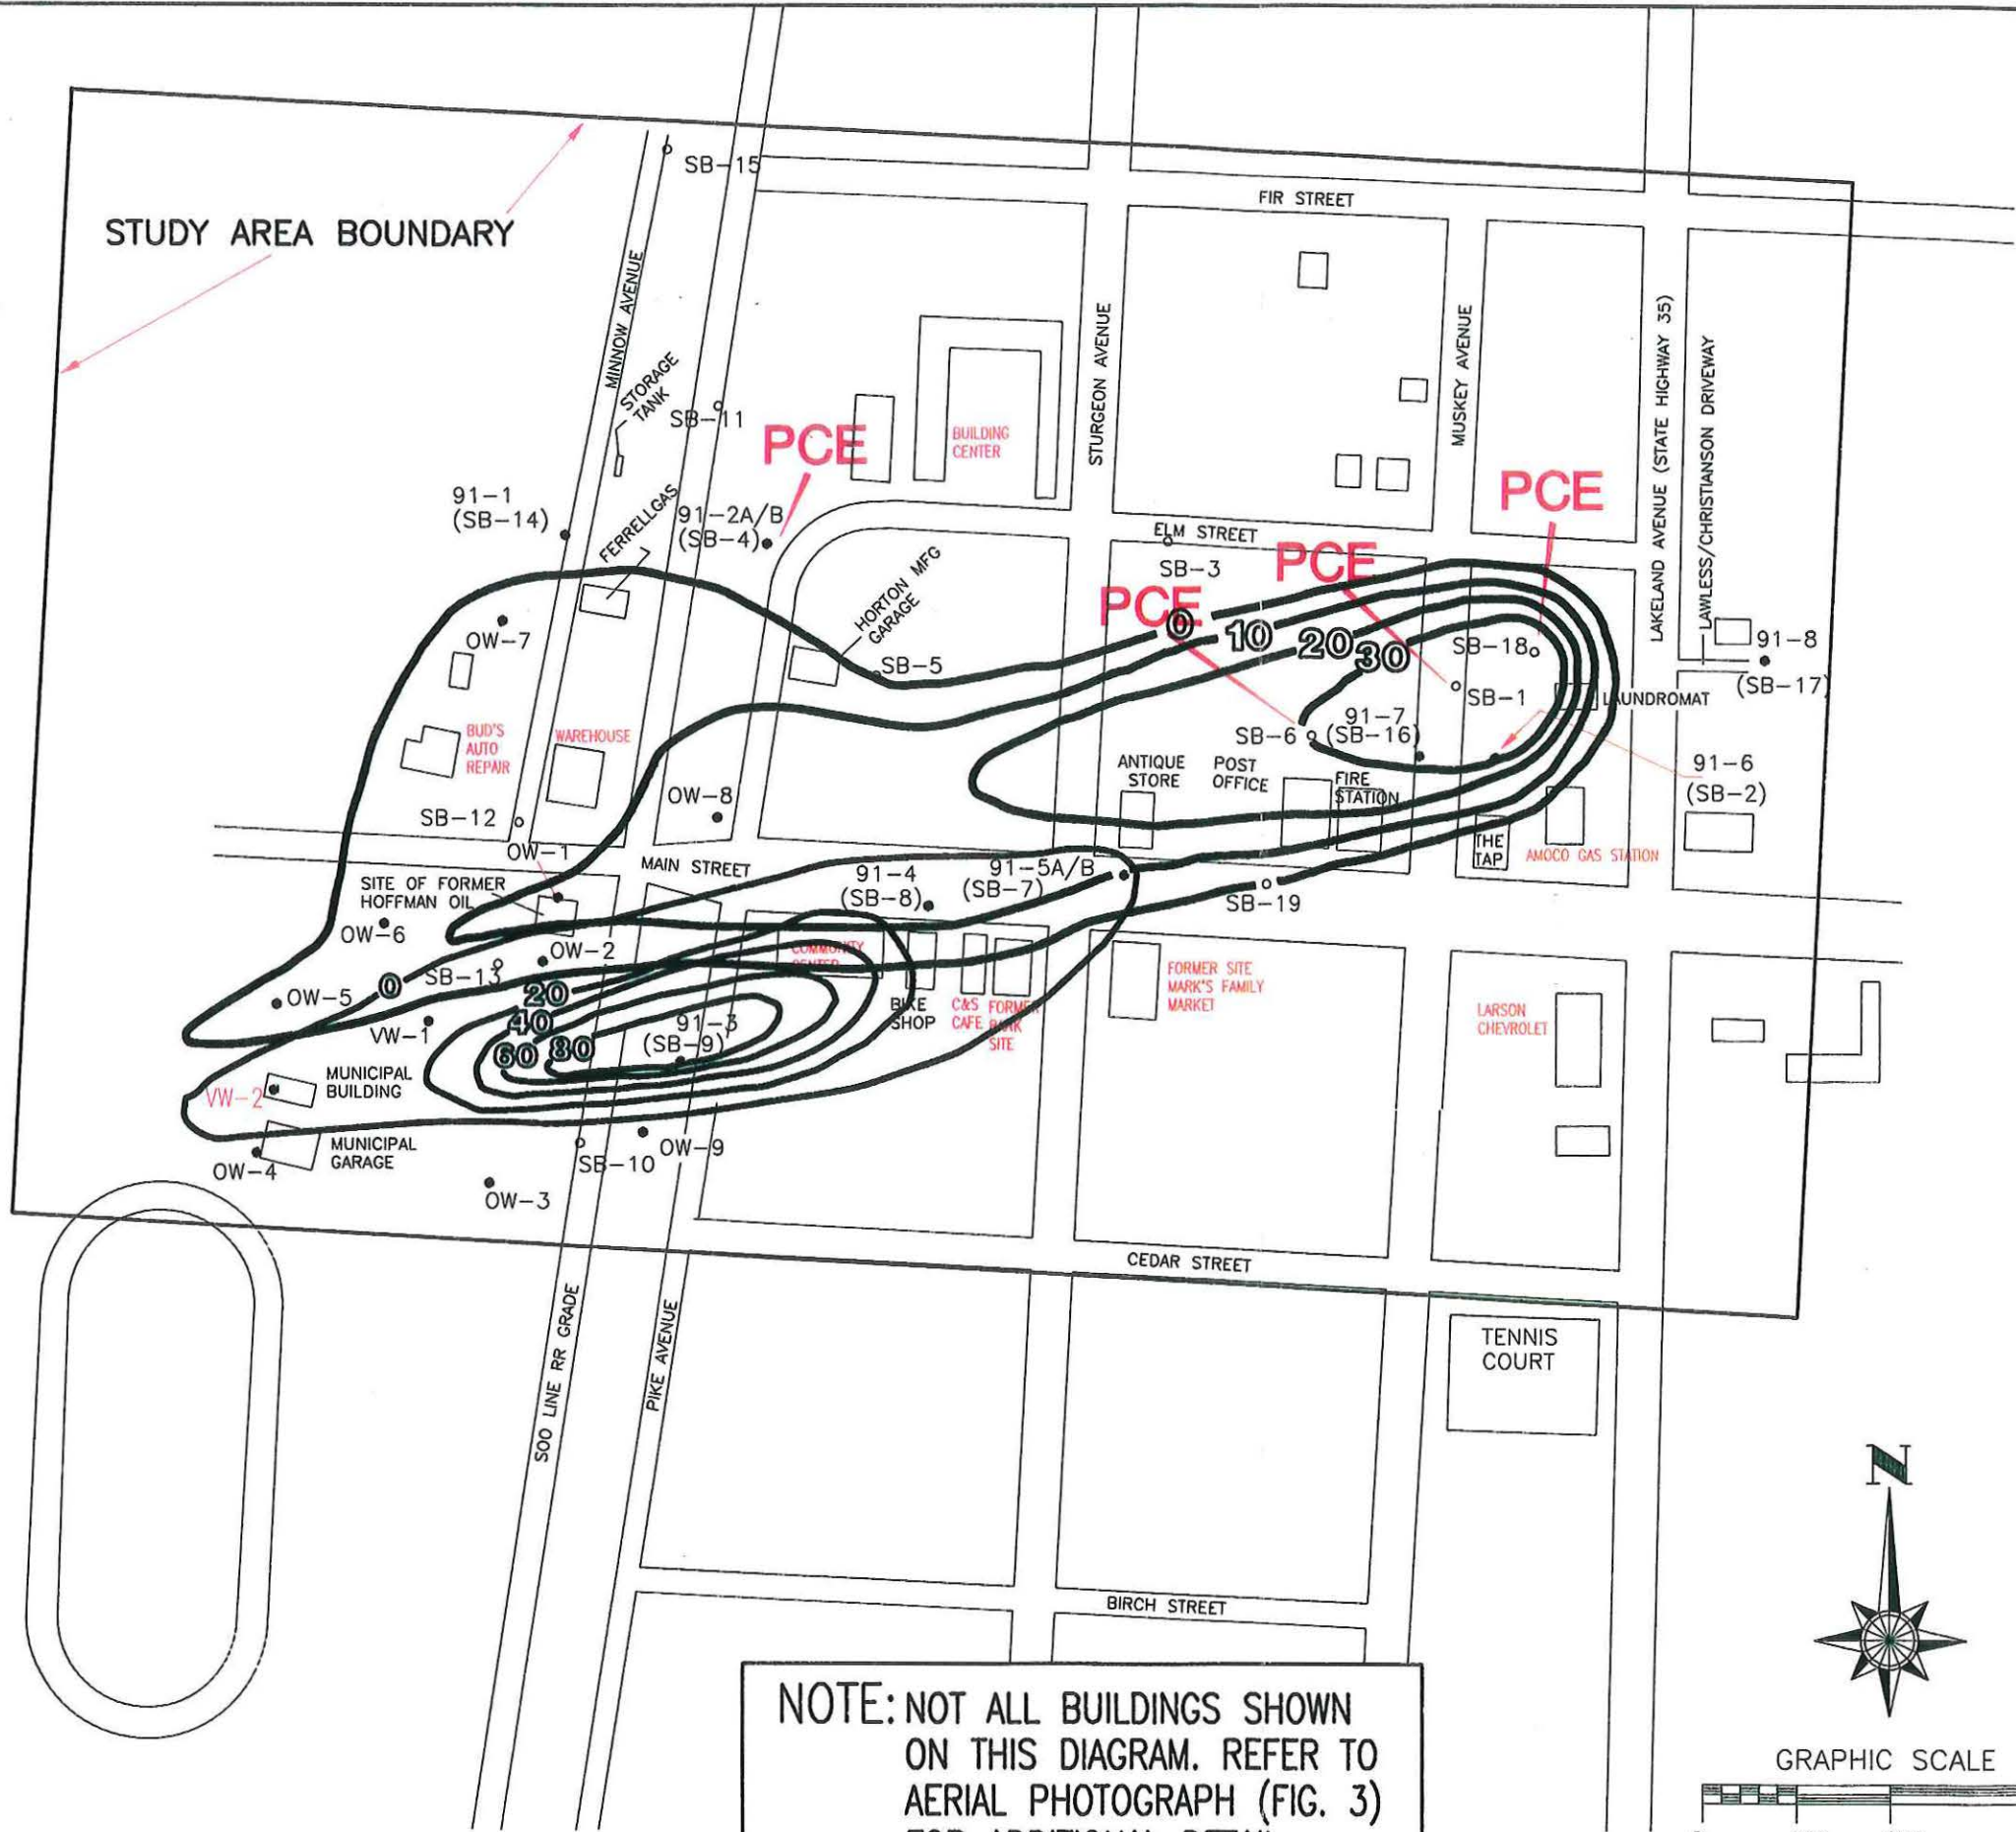 SB-15
FIR STREET
STUDY AREA BOUNDARY
MINNOW AVENUE
STURGEON AVENUE
MUSKEY AVENUE
LAKELAND AVENUE (STATE HIGHWAY 35)
LAWLESS/CHRISTIANSON DRIVEWAY
STORAGE
TANK
SB-11
PCE
BUILDING
CENTER
91-1
(SB-14)
FERRELLGAS
91-2A/B
(SB-4)
PCE
ELM STREET
SB-3
PCE
PCE
HORTON MFG
GARAGE
0
10
20
30
OW-7
SB-5
SB-18
91-8
(SB-17)
SB-1
LAUNDROMAT
91-7
(SB-16)
SB-6
BUD'S
AUTO
REPAIR
WAREHOUSE
ANTIQUE
STORE
POST
OFFICE
FIRE
STATION
91-6
(SB-2)
OW-8
SB-12
OW-1
MAIN STREET
THE
TAP
AMOCO GAS STATION
91-4
(SB-8)
91-5A/B
(SB-7)
SITE OF FORMER
HOFFMAN OIL
SB-19
OW-6
OW-2
COMMUNITY
CENTER
SB-13
0
20
FORMER SITE
MARK'S FAMILY
MARKET
OW-5
BIKE
SHOP
C&S
CAFE
FORMER
BANK
SITE
LARSON
CHEVROLET
VW-1
40
91-3
(SB-9)
60
80
MUNICIPAL
BUILDING
VW-2
MUNICIPAL
GARAGE
OW-4
OW-9
SB-10
OW-3
CEDAR STREET
SOO LINE RR GRADE
PIKE AVENUE
TENNIS
COURT
N
BIRCH STREET
NOTE: NOT ALL BUILDINGS SHOWN
ON THIS DIAGRAM. REFER TO
AERIAL PHOTOGRAPH (FIG. 3)
GRAPHIC SCALE